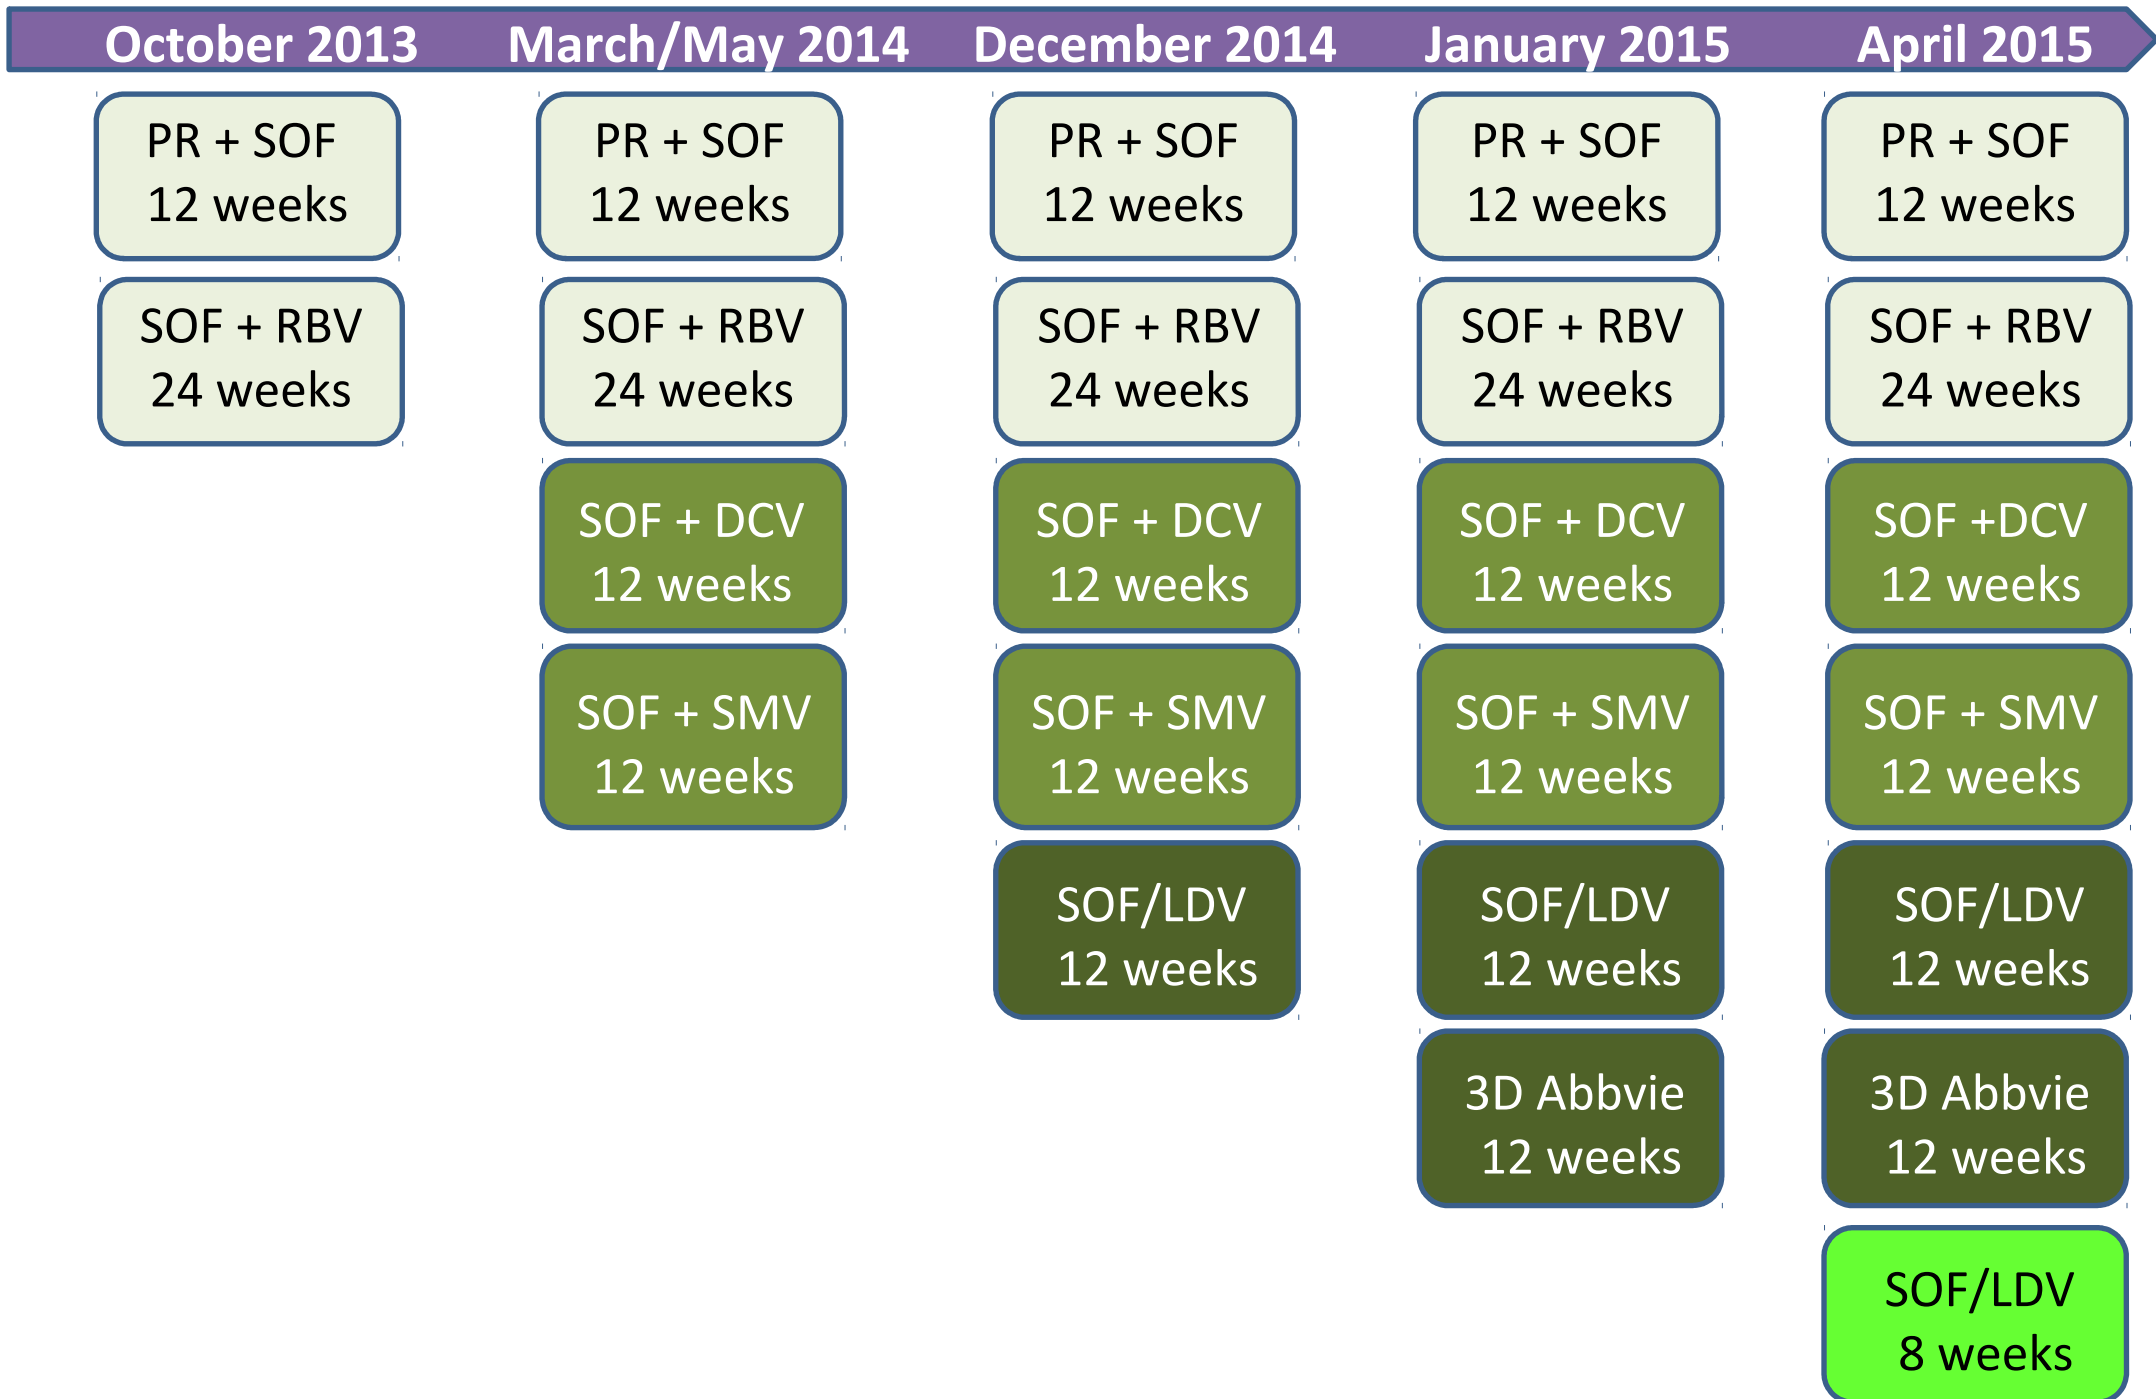 October 2013
March/May 2014
December 2014
January 2015
April 2015
PR + SOF
12 weeks
PR + SOF
12 weeks
PR + SOF
12 weeks
PR + SOF
12 weeks
PR + SOF
12 weeks
SOF + RBV
24 weeks
SOF + RBV
24 weeks
SOF + RBV
24 weeks
SOF + RBV
24 weeks
SOF + RBV
24 weeks
SOF + DCV
12 weeks
SOF + DCV
12 weeks
SOF + DCV
12 weeks
SOF +DCV
12 weeks
SOF + SMV
12 weeks
SOF + SMV
12 weeks
SOF + SMV
12 weeks
SOF + SMV
12 weeks
SOF/LDV
12 weeks
SOF/LDV
12 weeks
SOF/LDV
12 weeks
3D Abbvie
12 weeks
3D Abbvie
12 weeks
SOF/LDV
8 weeks